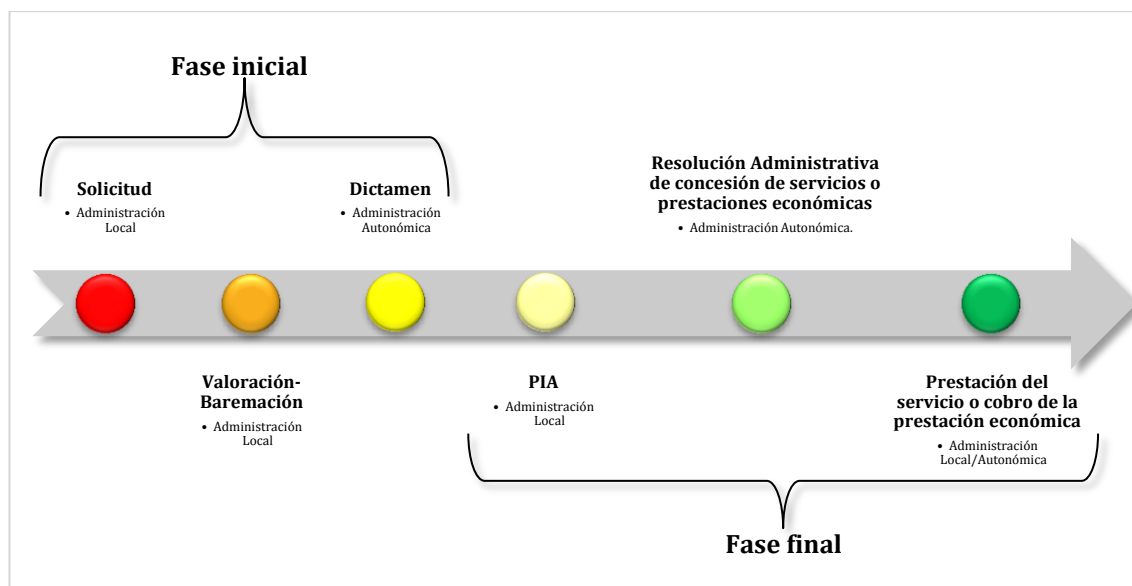 Fase inicial
Solicitud
• Administración
Local
Dictamen
• Administración
Autonómica
Resolución Administrativa
de concesión de servicios o
prestaciones económicas
• Administración Autonómica.
Valoración-
Baremación
• Administración
Local
PIA
• Administración
Local
Prestación del
servicio o cobro de la
prestación económica
• Administración
Local/Autonómica
Fase final